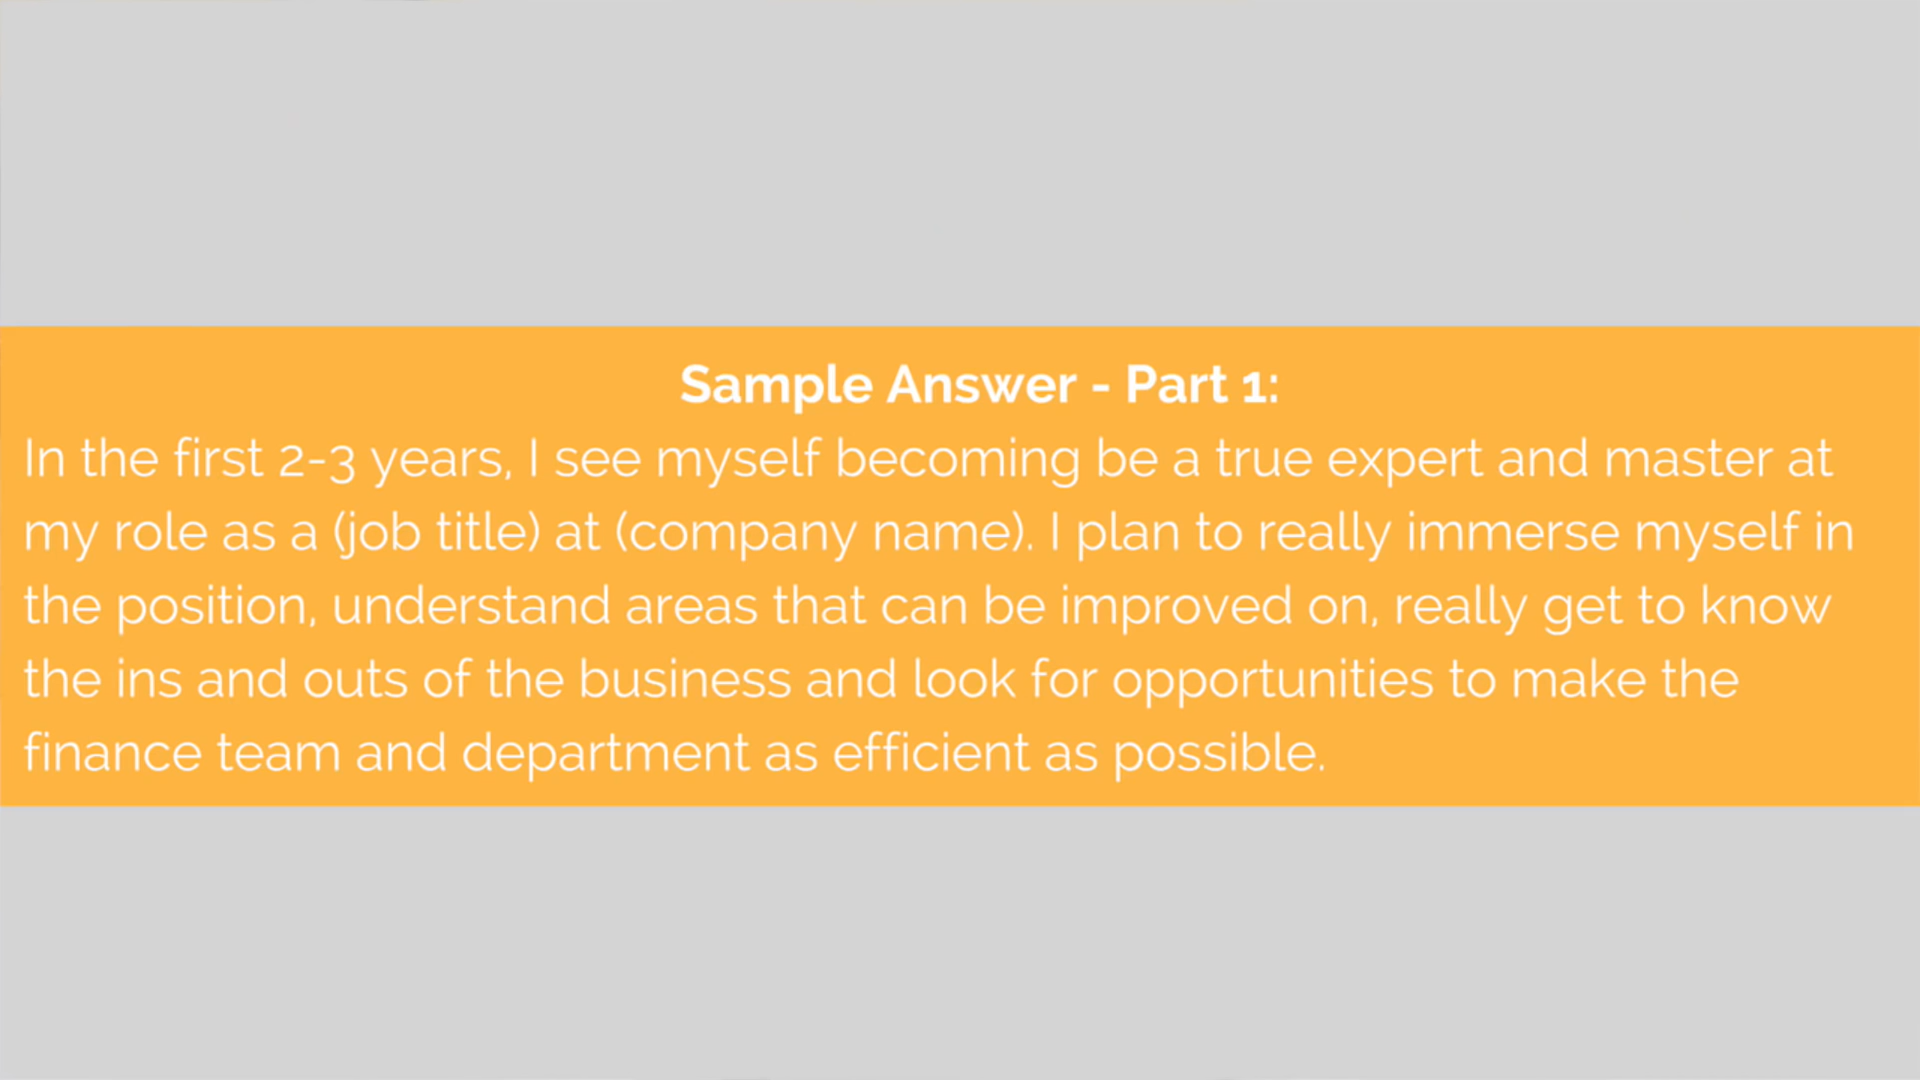 Sample Answer - Part 1:
In the first 2-3 years, I see myself becoming be a true expert and master at
my role as a (job title) at (company name). I plan to really immerse myself in
the position, understand areas that can be improved on, really get to know
the ins and outs of the business and look for opportunities to make the
finance team and department as efficient as possible.